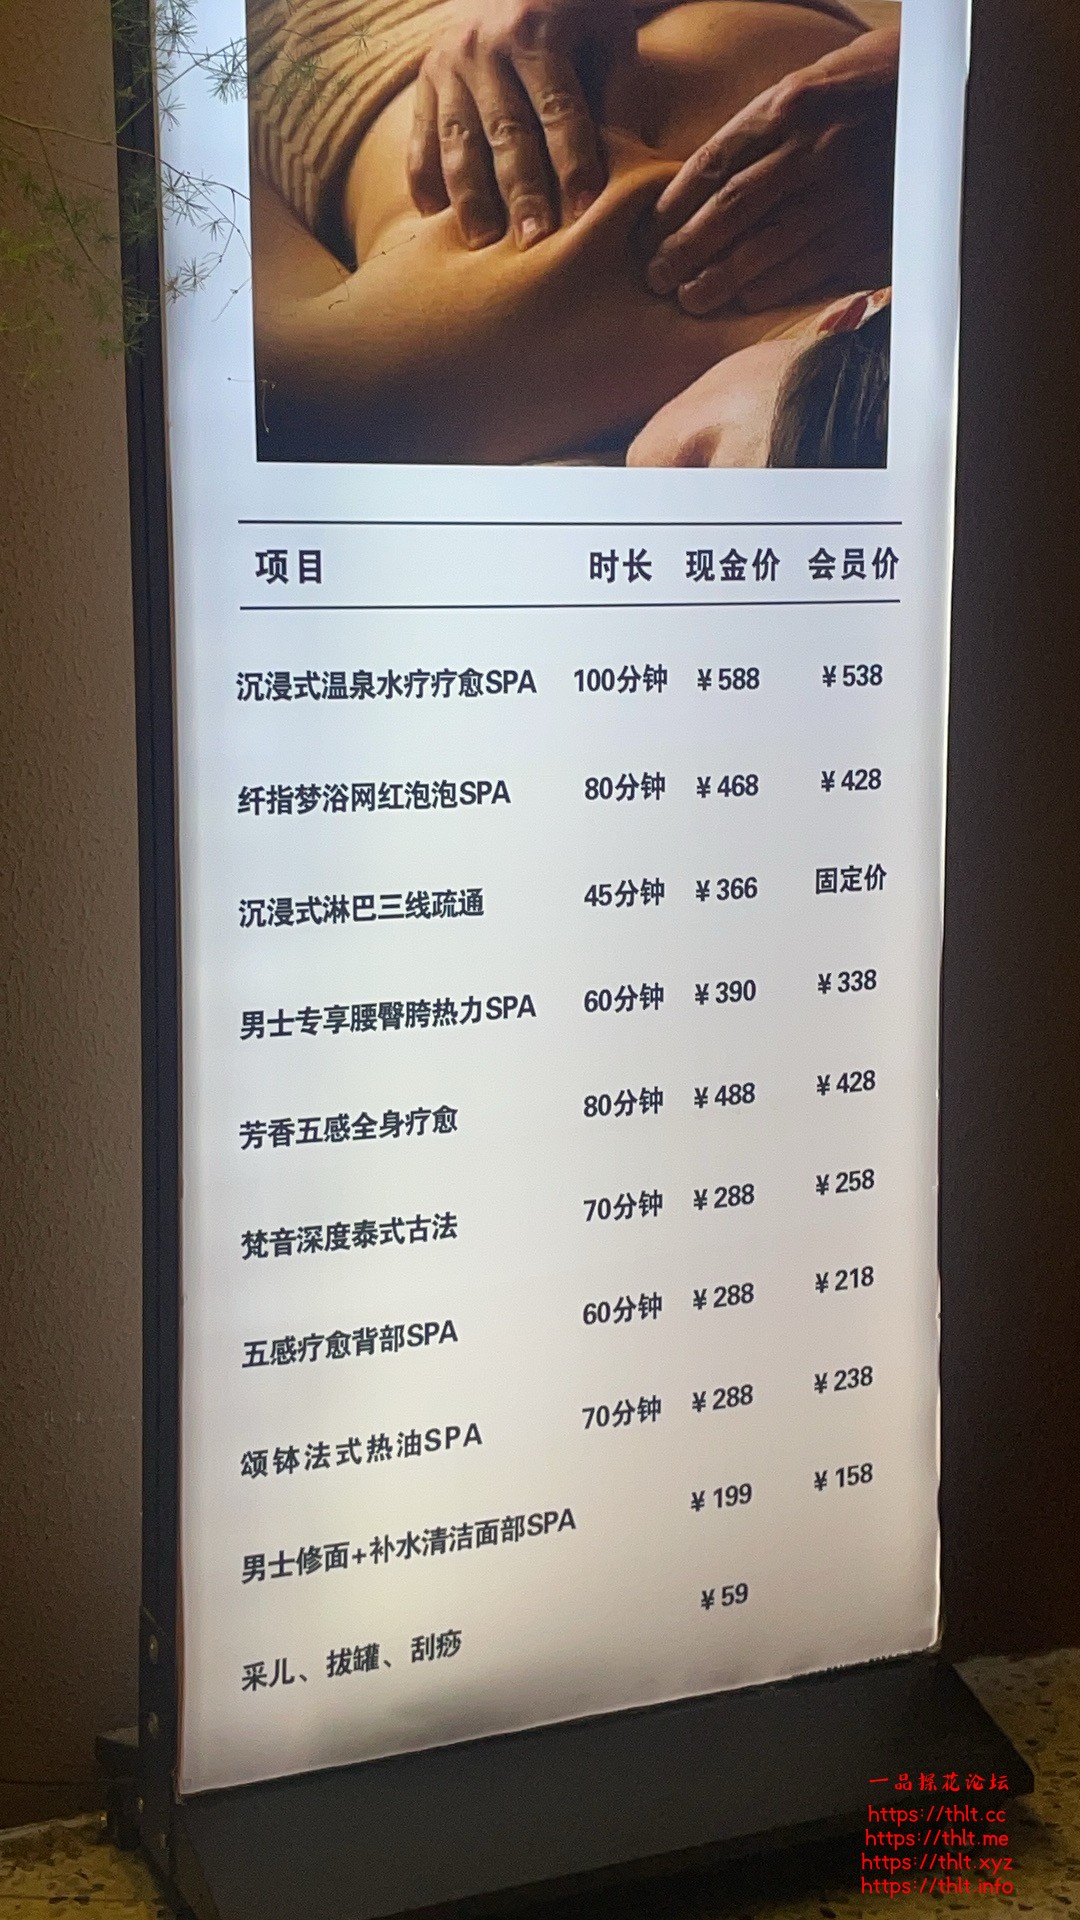 项目 时长 现金价 会员价
沉浸式温泉水疗疗愈SPA 100分钟 ¥588 ¥538
纤指梦浴网红泡泡SPA 80分钟 ¥468 ¥428
沉浸式淋巴三线疏通 45分钟 ¥366 固定价
男士专享腰臀胯热力SPA 60分钟 ¥390 ¥338
芳香五感全身疗愈 80分钟 ¥488 ¥428
梵音深度泰式古法 70分钟 ¥288 ¥258
五感疗愈背部SPA 60分钟 ¥288 ¥218
颂钵法式热油SPA 70分钟 ¥288 ¥238
男士修面+补水清洁面部SPA ¥199 ¥158
采儿、拔罐、刮痧 ¥59
一品探花论坛
https://thlt.cc
https://thlt.me
https://thlt.xyz
https://thlt.info